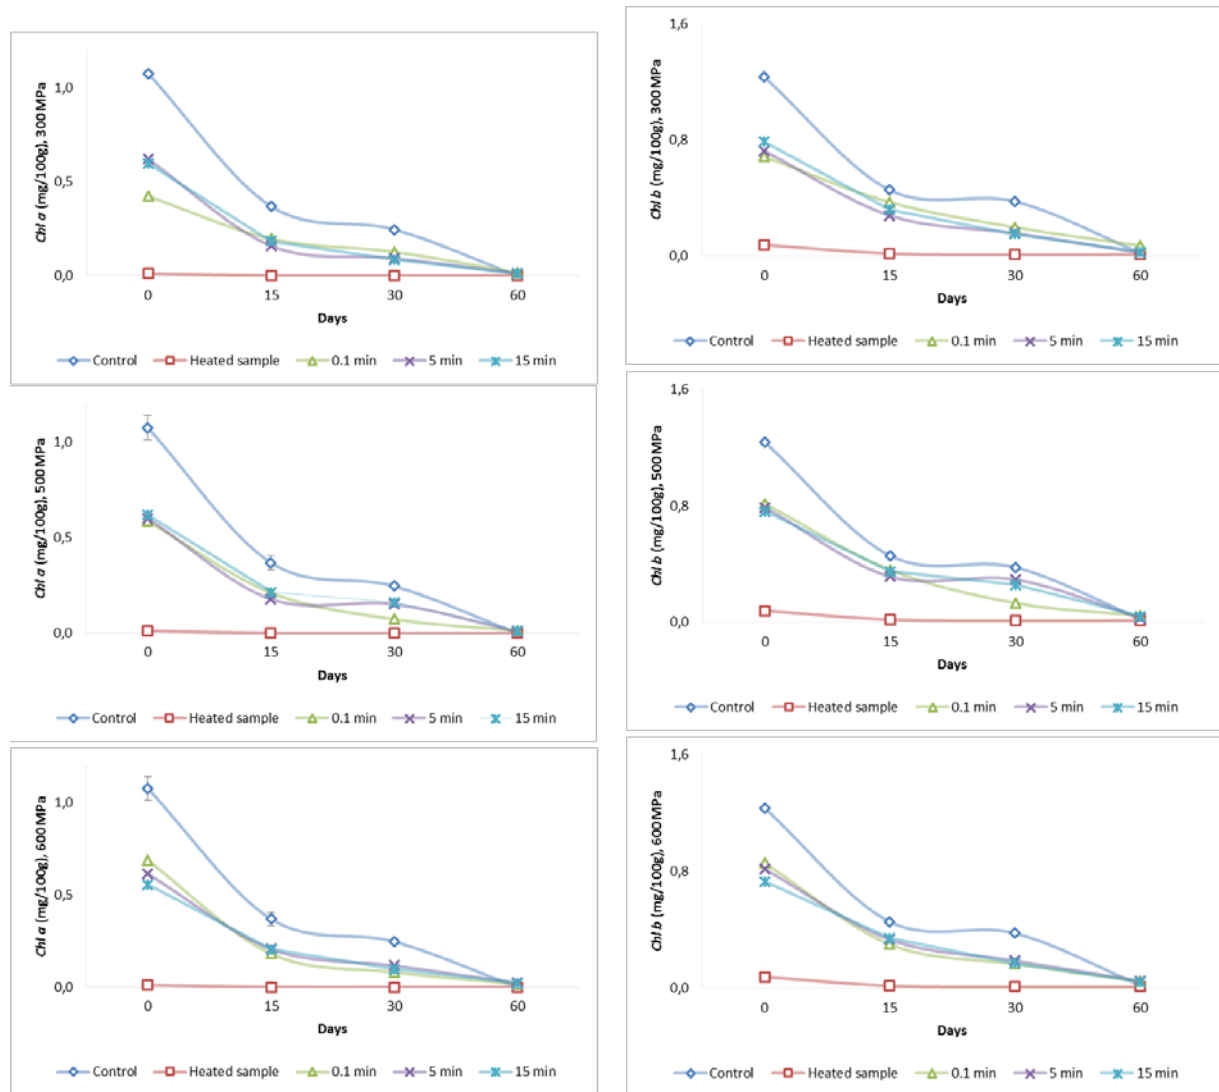 Chl a (mg/100g), 300 MPa
1,0
0,5
0,0
0 15 30 60
Days
Control Heated sample 0.1 min 5 min 15 min
Chl b (mg/100g), 300 MPa
1,6
0,8
0,0
0 15 30 60
Days
Control Heated sample 0.1 min 5 min 15 min
Chl a (mg/100g), 500 MPa
1,0
0,5
0,0
0 15 30 60
Days
Control Heated sample 0.1 min 5 min 15 min
Chl b (mg/100g), 500 MPa
1,6
0,8
0,0
0 15 30 60
Days
Control Heated sample 0.1 min 5 min 15 min
Chl a (mg/100g), 600 MPa
1,0
0,5
0,0
0 15 30 60
Days
Control Heated sample 0.1 min 5 min 15 min
Chl b (mg/100g), 600 MPa
1,6
0,8
0,0
0 15 30 60
Days
Control Heated sample 0.1 min 5 min 15 min